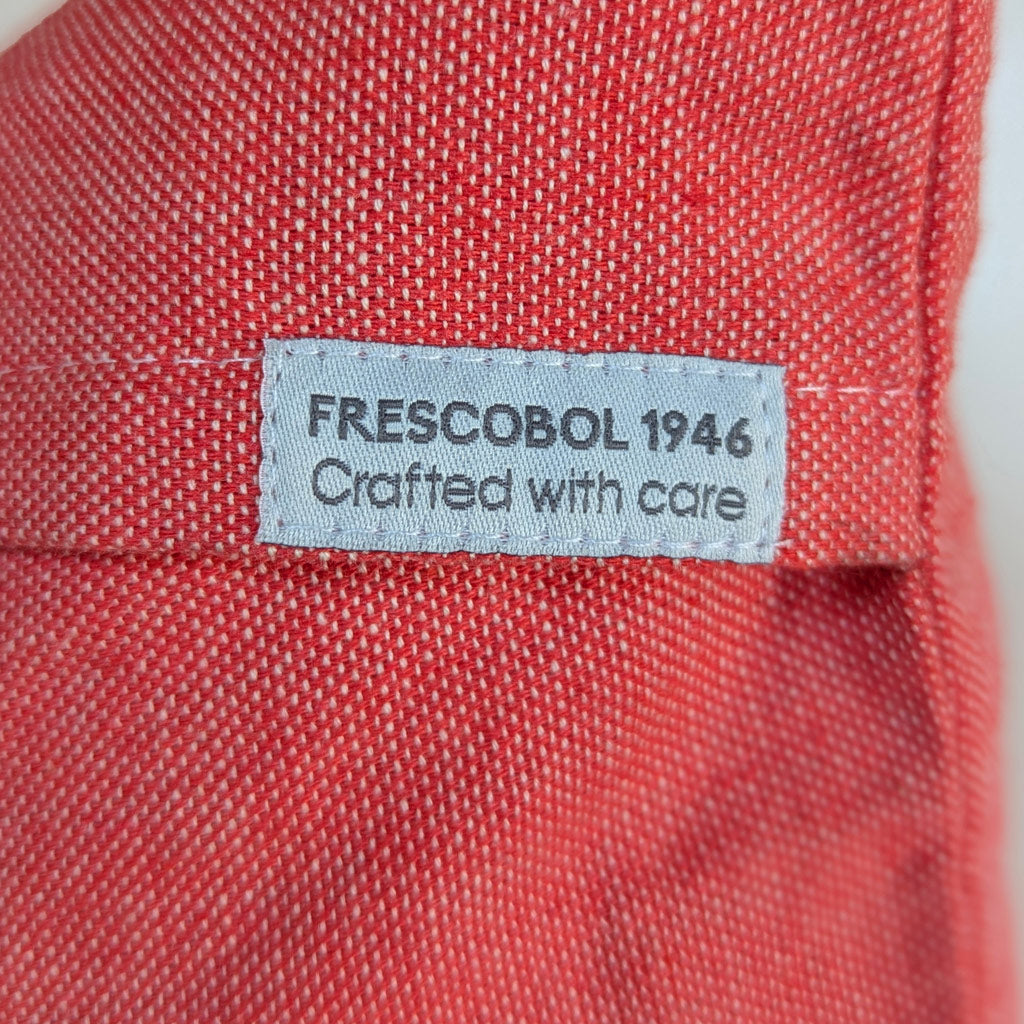 FRESCOBOL 1946
Crafted with care